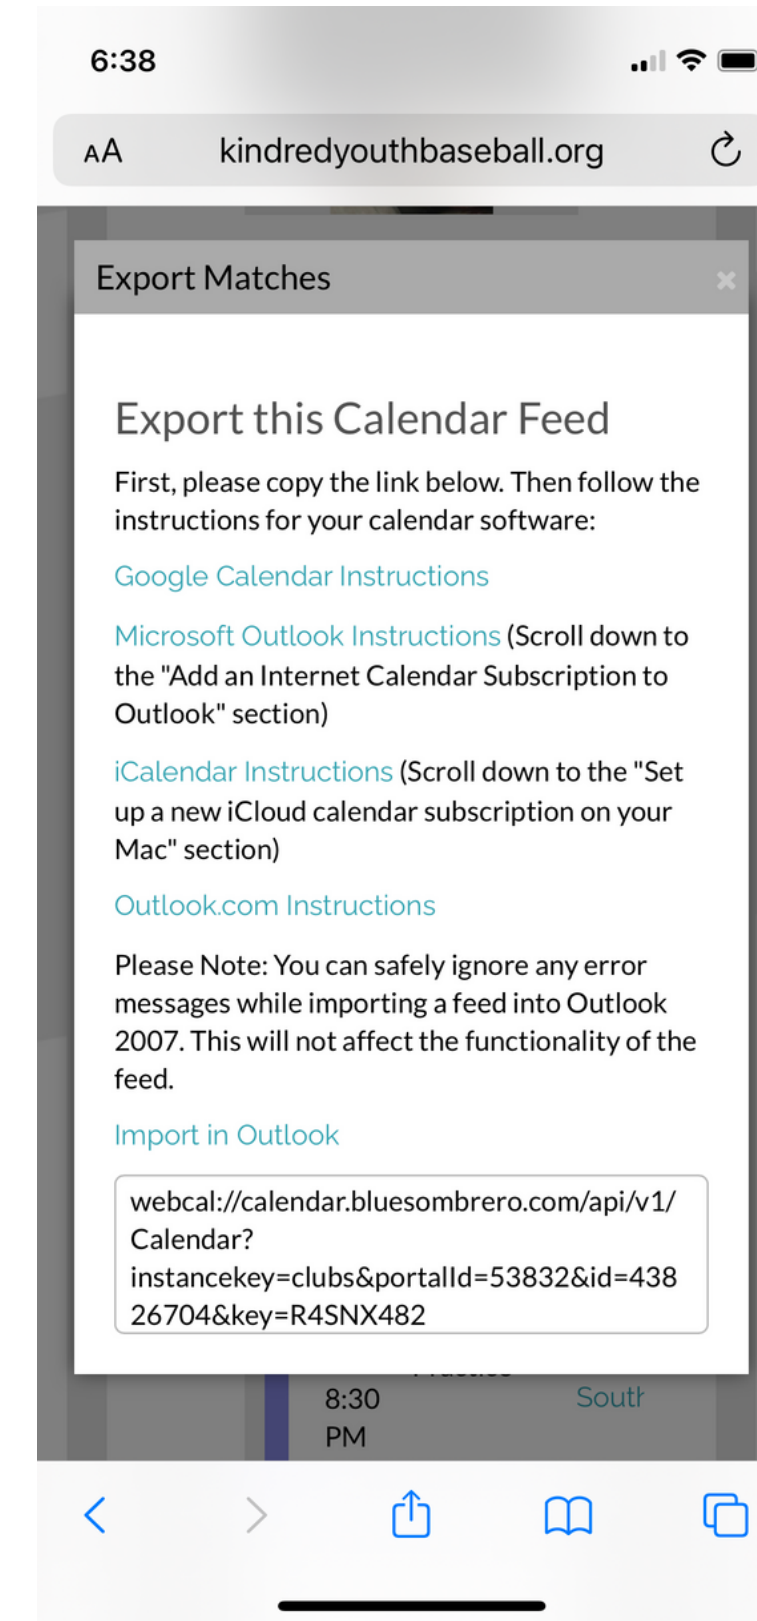 6:38
AA kindredyouthbaseball.org
Export Matches
Export this Calendar Feed
First, please copy the link below. Then follow the
instructions for your calendar software:
Google Calendar Instructions
Microsoft Outlook Instructions (Scroll down to
the "Add an Internet Calendar Subscription to
Outlook" section)
iCalendar Instructions (Scroll down to the "Set
up a new iCloud calendar subscription on your
Mac" section)
Outlook.com Instructions
Please Note: You can safely ignore any error
messages while importing a feed into Outlook
2007. This will not affect the functionality of the
feed.
Import in Outlook
webcal://calendar.bluesombrero.com/api/v1/
Calendar?
instancekey=clubs&portalId=53832&id=438
26704&key=R4SNX482
8:30
PM